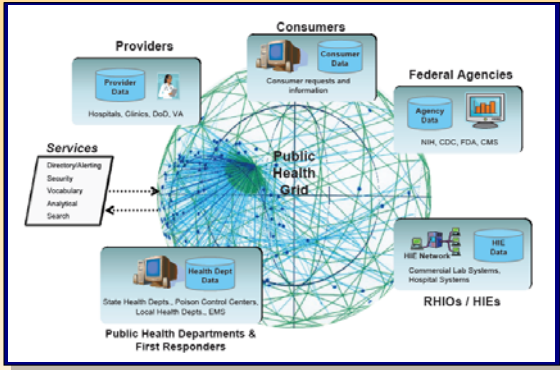 Consumers
Consumer
Data
Consumer requests and
information
Providers
Provider
Data
Hospitals, Clinics, DoD, VA
Federal Agencies
Agency
Data
NIH, CDC, FDA, CMS
Services
Directory/Alerting
Security
Vocabulary
Analytical
Search
Public
Health
Grid
HIE Network
HIE
Data
Commercial Lab Systems,
Hospital Systems
RHIOs / HIEs
Health Dept
Data
State Health Depts., Poison Control Centers,
Local Health Depts., EMS
Public Health Departments &
First Responders